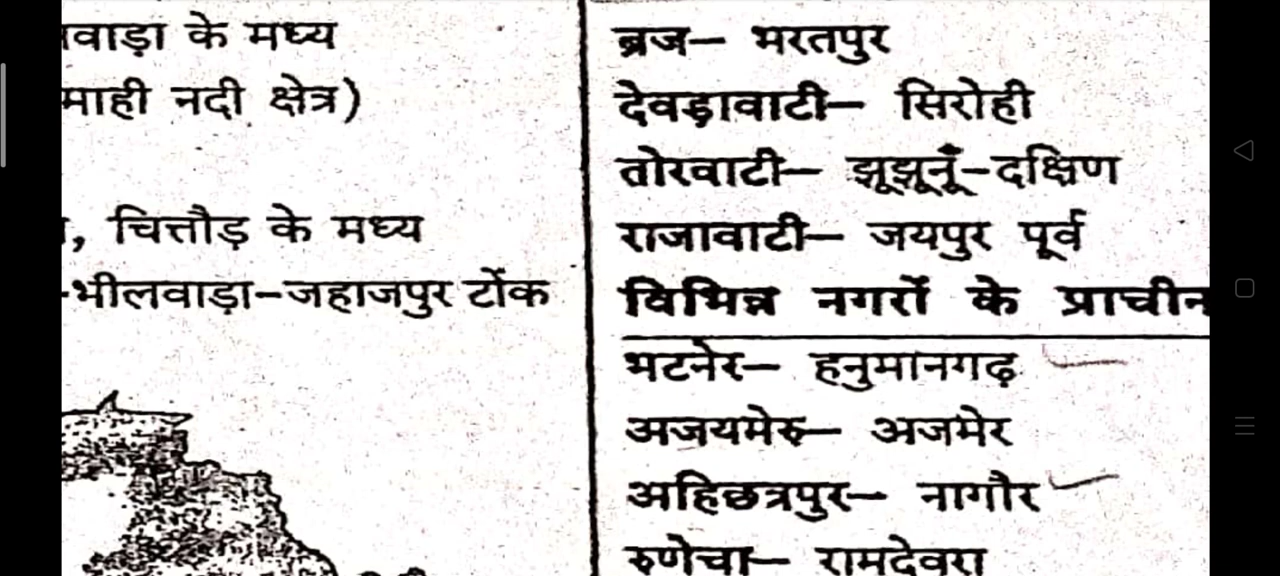 के मध्य
माही नदी क्षेत्र)
, चित्तौड़ के मध्य
-भीलवाड़ा-जहाजपुर टोंक
ब्रज- भरतपुर
देवड़ावाटी- सिरोही
तोरवाटी- झूझूनूँ-दक्षिण
राजावाटी- जयपुर पूर्व
विभिन्न नगरों के प्राचीन
भटनेर- हनुमानगढ़
अजयमेरु- अजमेर
अहिछत्रपुर- नागौर
रुणेचा- रामदेवरा